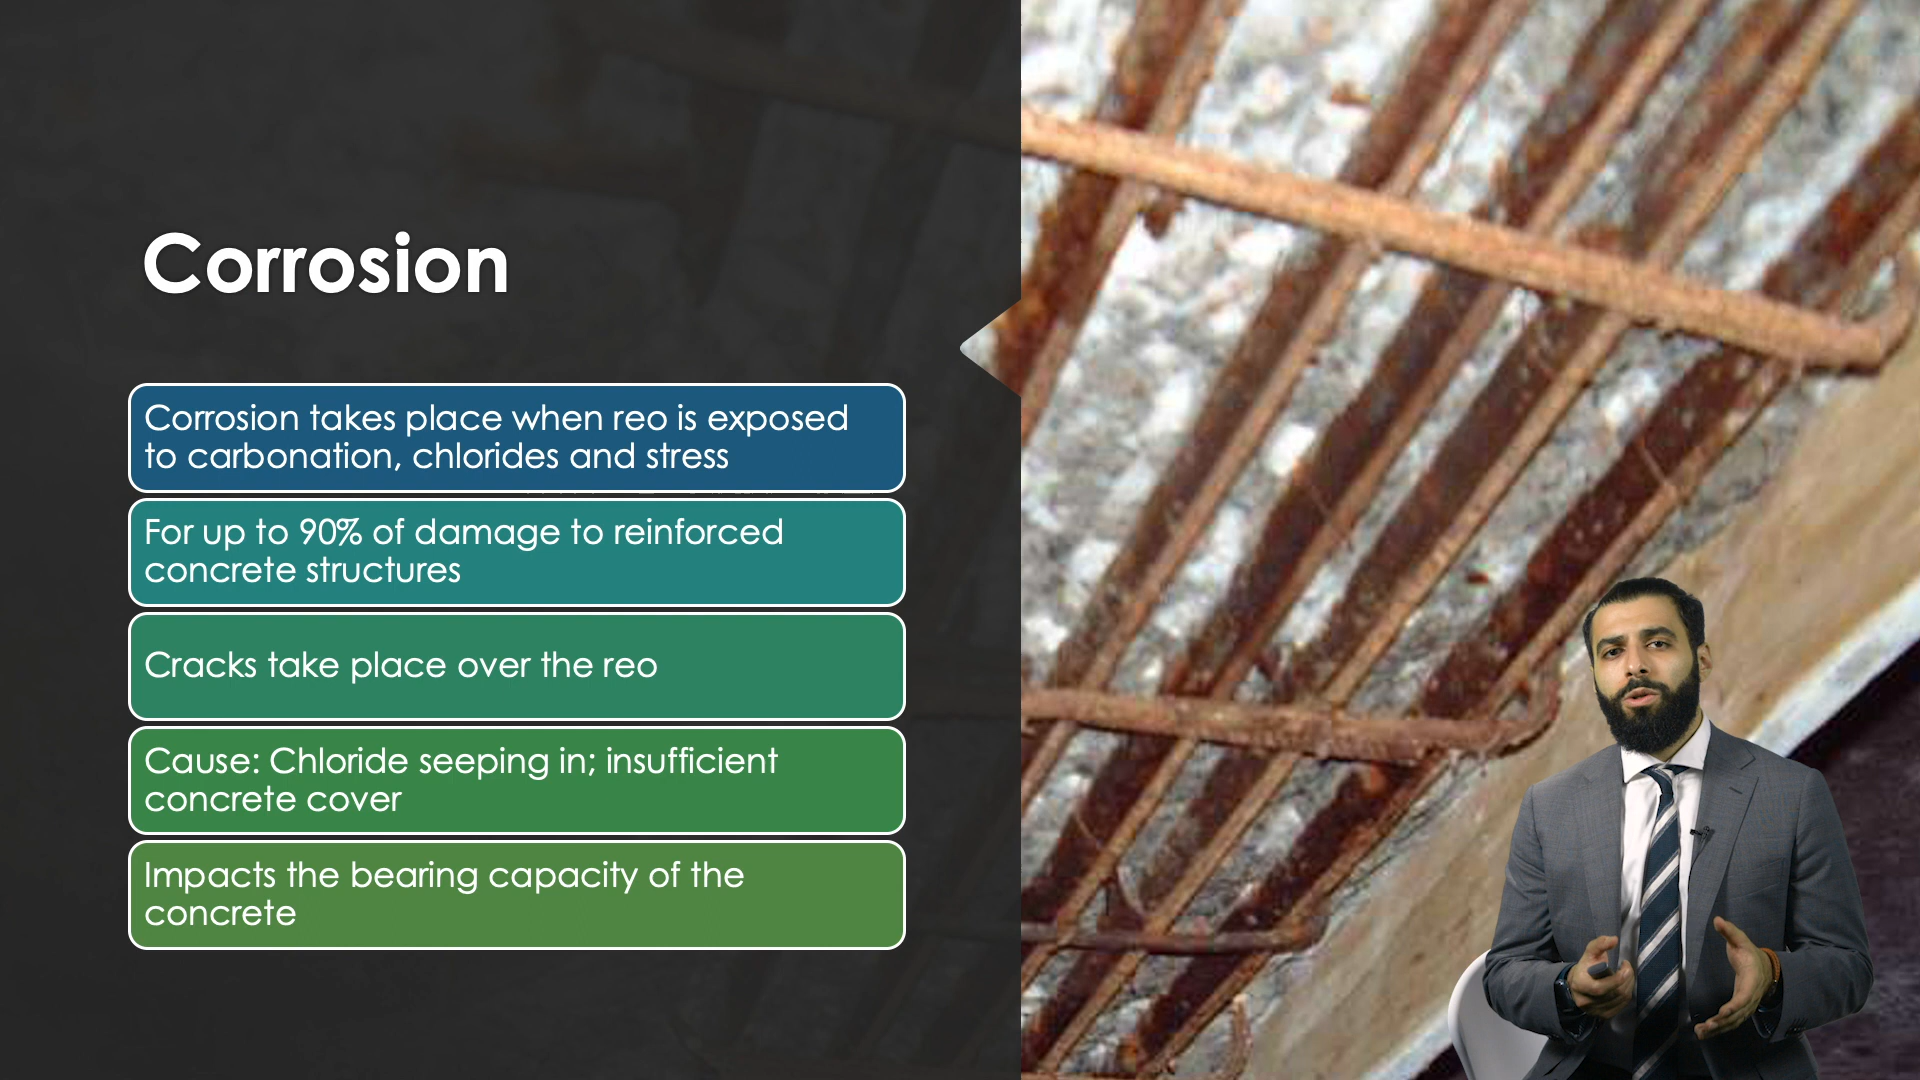 Corrosion
Corrosion takes place when reo is exposed
to carbonation, chlorides and stress
For up to 90% of damage to reinforced
concrete structures
Cracks take place over the reo
Cause: Chloride seeping in; insufficient
concrete cover
Impacts the bearing capacity of the
concrete